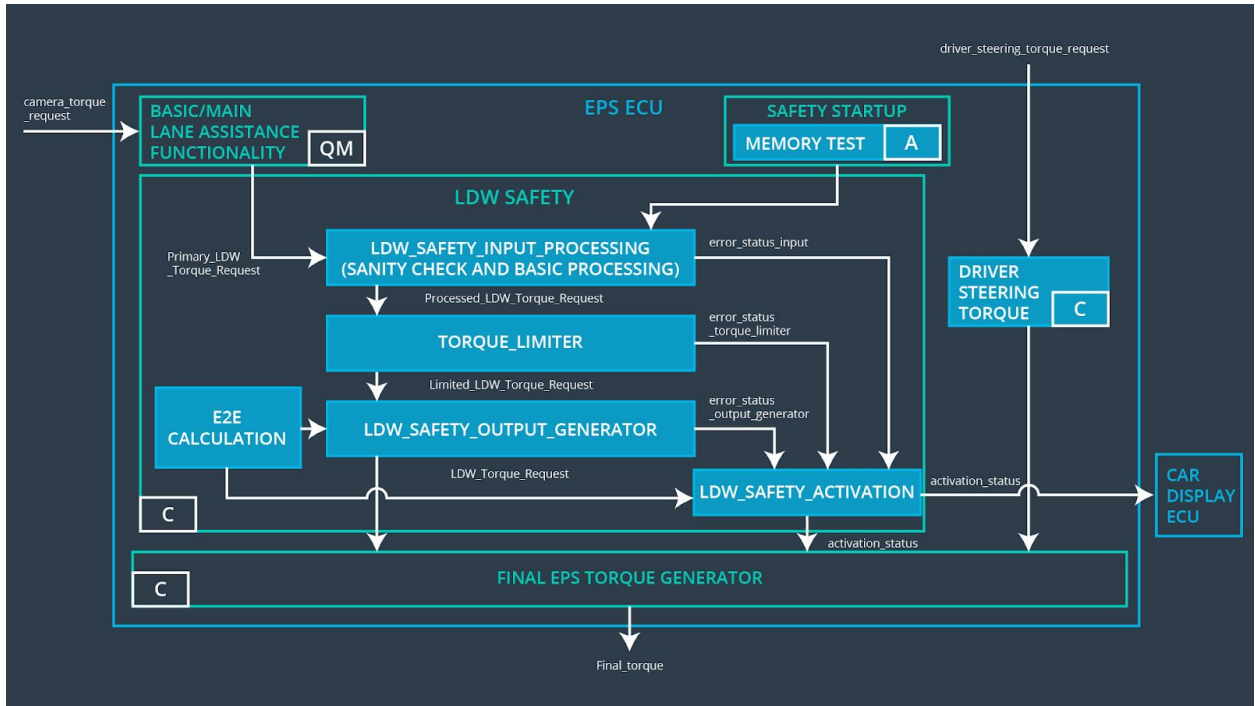 driver_steering_torque_request
camera_torque
_request
EPS ECU
BASIC/MAIN
LANE ASSISTANCE
FUNCTIONALITY
QM
SAFETY STARTUP
MEMORY TEST
A
LDW SAFETY
Primary_LDW
_Torque_Request
LDW_SAFETY_INPUT_PROCESSING
(SANITY CHECK AND BASIC PROCESSING)
error_status_input
DRIVER
STEERING
TORQUE
C
Processed_LDW_Torque_Request
TORQUE_LIMITER
error_status
_torque_limiter
Limited_LDW_Torque_Request
E2E
CALCULATION
LDW_SAFETY_OUTPUT_GENERATOR
error_status
_output_generator
LDW_Torque_Request
LDW_SAFETY_ACTIVATION
activation_status
CAR
DISPLAY
ECU
C
activation_status
FINAL EPS TORQUE GENERATOR
C
Final_torque